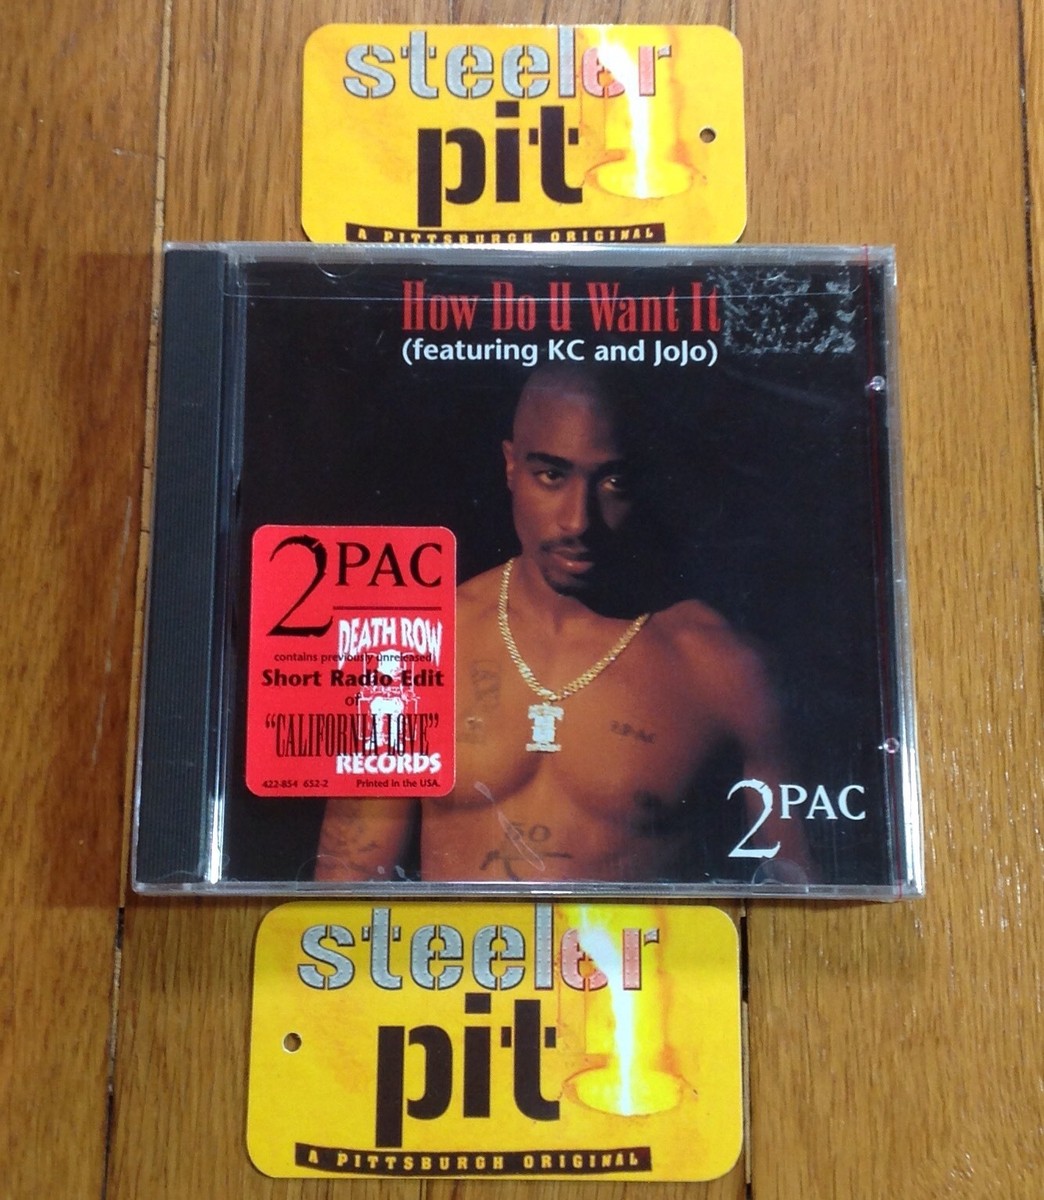 steeler
pit
A PITTSBURGH ORIGINAL
How Do U Want It
(featuring KC and JoJo)
2PAC
DEATH ROW
contains previously unreleased
Short Radio Edit
of
"CALIFORNIA LOVE"
RECORDS
422-854 652-2 Printed in the USA.
2PAC
50
2PAC
steeler
pit
A PITTSBURGH ORIGINAL